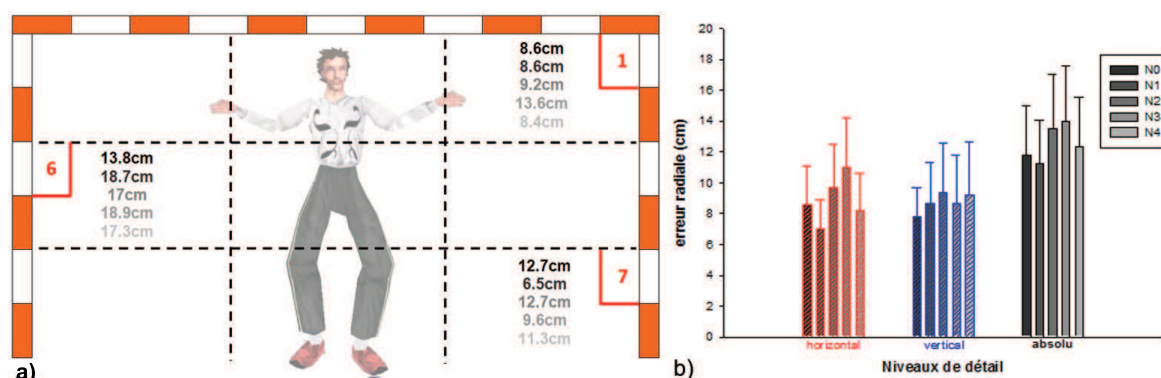 8.6cm
8.6cm
9.2cm
13.6cm
8.4cm
1
6
13.8cm
18.7cm
17cm
18.9cm
17.3cm
12.7cm
6.5cm
12.7cm
9.6cm
11.3cm
7
a)
erreur radiale (cm)
20
18
16
14
12
10
8
6
4
2
0
horizontal
vertical
absolu
Niveaux de détail
N0
N1
N2
N3
N4
b)